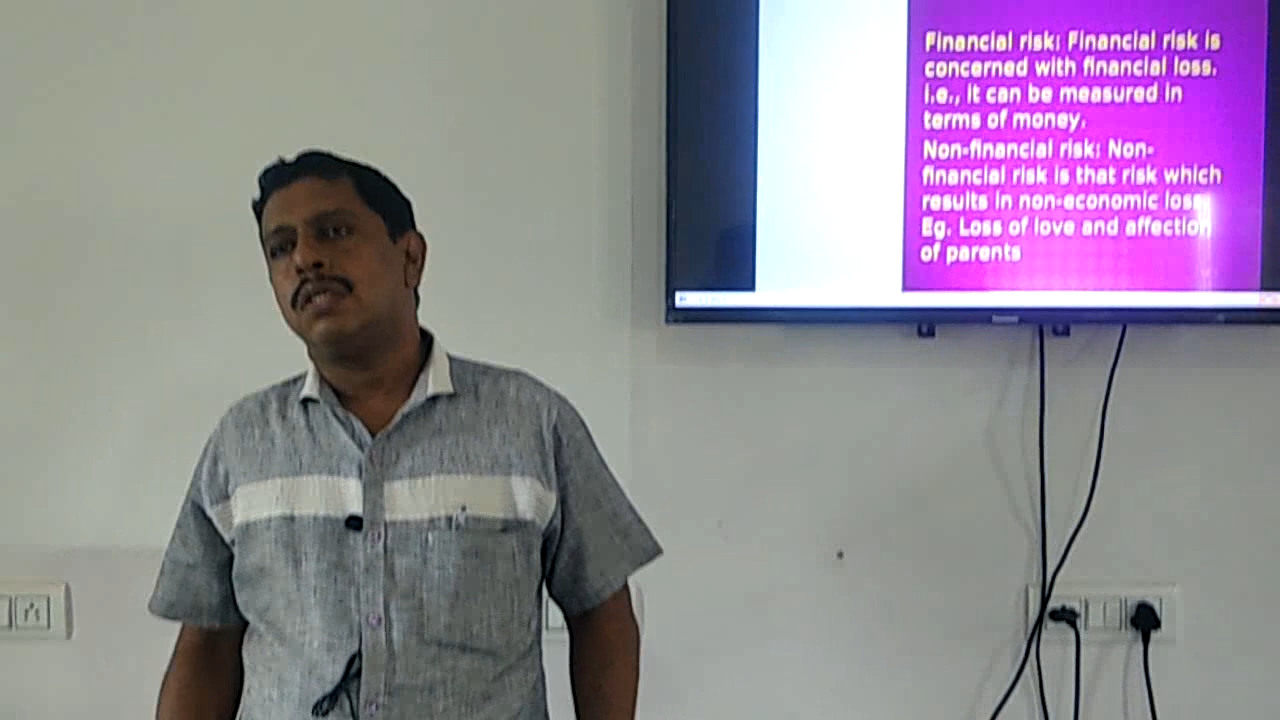 Financial risk: Financial risk is
concerned with financial loss.
i.e., it can be measured in
terms of money.
Non-financial risk: Non-
financial risk is that risk which
results in non-economic loss.
Eg. Loss of love and affection
of parents